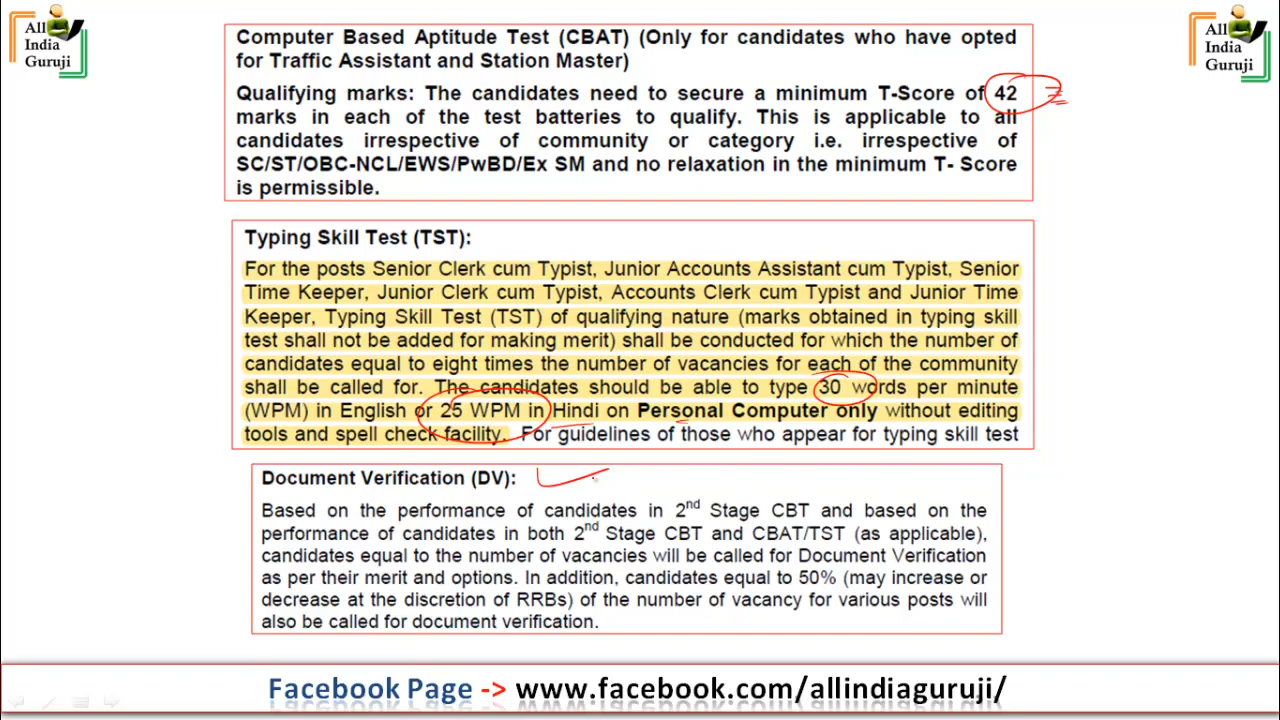 All
India
Guruji
All
India
Guruji
Computer Based Aptitude Test (CBAT) (Only for candidates who have opted
for Traffic Assistant and Station Master)
Qualifying marks: The candidates need to secure a minimum T-Score of 42
marks in each of the test batteries to qualify. This is applicable to all
candidates irrespective of community or category i.e. irrespective of
SC/ST/OBC-NCL/EWS/PwBD/Ex SM and no relaxation in the minimum T- Score
is permissible.
Typing Skill Test (TST):
For the posts Senior Clerk cum Typist, Junior Accounts Assistant cum Typist, Senior
Time Keeper, Junior Clerk cum Typist, Accounts Clerk cum Typist and Junior Time
Keeper, Typing Skill Test (TST) of qualifying nature (marks obtained in typing skill
test shall not be added for making merit) shall be conducted for which the number of
candidates equal to eight times the number of vacancies for each of the community
shall be called for. The candidates should be able to type 30 words per minute
(WPM) in English or 25 WPM in Hindi on Personal Computer only without editing
tools and spell check facility. For guidelines of those who appear for typing skill test
Document Verification (DV):
Based on the performance of candidates in 2nd Stage CBT and based on the
performance of candidates in both 2nd Stage CBT and CBAT/TST (as applicable),
candidates equal to the number of vacancies will be called for Document Verification
as per their merit and options. In addition, candidates equal to 50% (may increase or
decrease at the discretion of RRBs) of the number of vacancy for various posts will
also be called for document verification.
Facebook Page -> www.facebook.com/allindiaguruji/